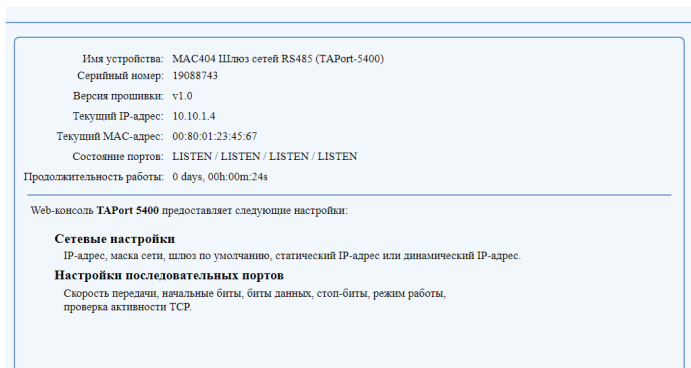 Имя устройства: MAC404 Шлюз сетей RS485 (TAPort-5400)
Серийный номер: 19088743
Версия прошивки: v1.0
Текущий IP-адрес: 10.10.1.4
Текущий MAC-адрес: 00:80:01:23:45:67
Состояние портов: LISTEN / LISTEN / LISTEN / LISTEN
Продолжительность работы: 0 days, 00h:00m:24s
Web-консоль TAPort 5400 предоставляет следующие настройки:
Сетевые настройки
IP-адрес, маска сети, шлюз по умолчанию, статический IP-адрес или динамический IP-адрес.
Настройки последовательных портов
Скорость передачи, начальные биты, биты данных, стоп-биты, режим работы,
проверка активности TCP.